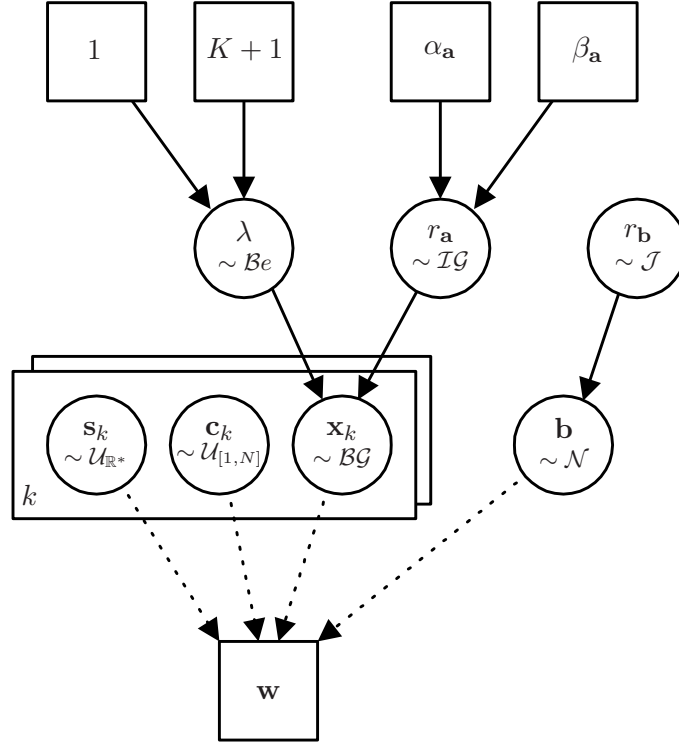 1
K + 1
α_a
β_a
λ
∼ Be
r_a
∼ IG
r_b
∼ J
s_k
∼ U_ℝ*
c_k
∼ U_[1,N]
x_k
∼ BG
b
∼ N
k
w